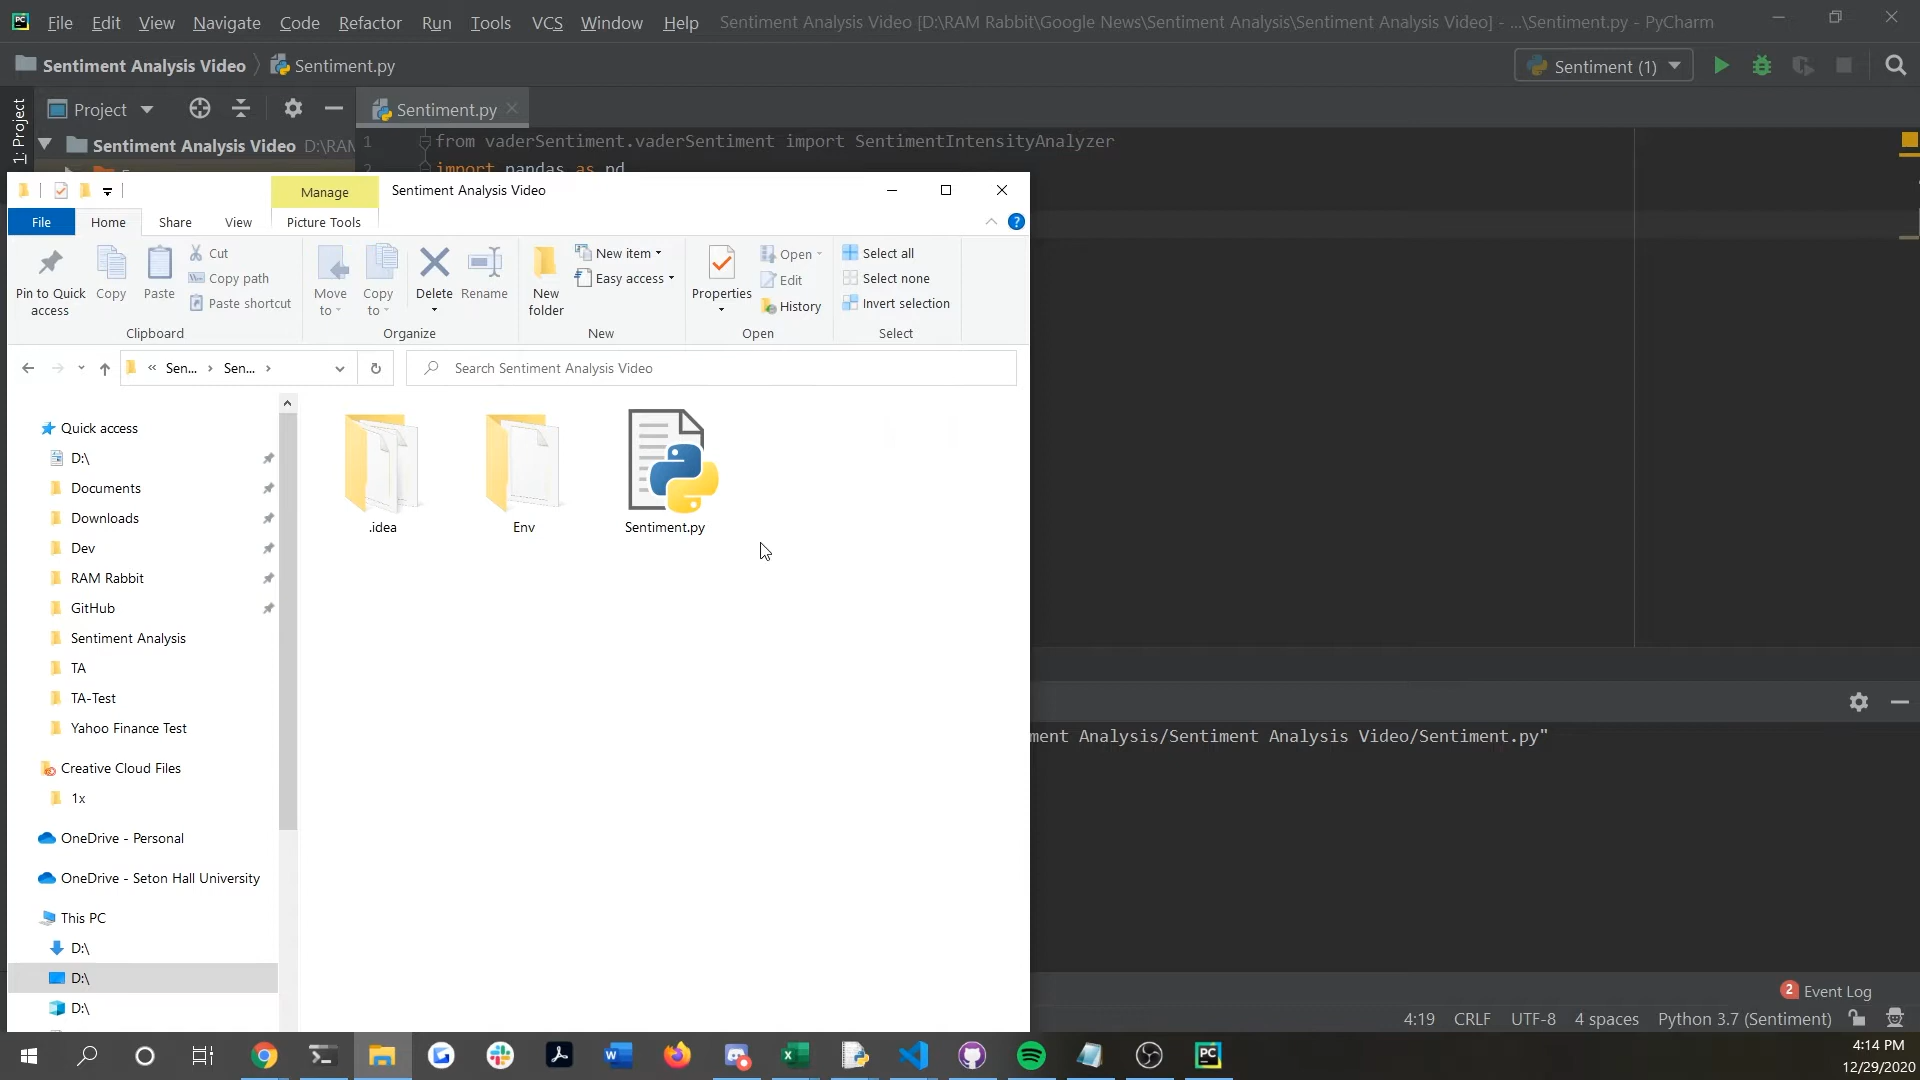 File Edit View Navigate Code Refactor Run Tools VCS Window Help Sentiment Analysis Video [D:\RAM Rabbit\Google News\Sentiment Analysis\Sentiment Analysis Video] - ...\Sentiment.py - PyCharm
Sentiment Analysis Video Sentiment.py Sentiment (1)
1: Project
Project Sentiment.py
Sentiment Analysis Video D:\RAM
1 from vaderSentiment.vaderSentiment import SentimentIntensityAnalyzer
2 import pandas as pd
Manage Sentiment Analysis Video
File Home Share View Picture Tools
Pin to Quick access
Copy
Paste
Cut
Copy path
Paste shortcut
Clipboard
Move to
Copy to
Delete
Rename
Organize
New folder
New item
Easy access
New
Properties
Open
Edit
History
Open
Select all
Select none
Invert selection
Select
« Sen... › Sen... › Search Sentiment Analysis Video
Quick access
D:\
Documents
Downloads
Dev
RAM Rabbit
GitHub
Sentiment Analysis
TA
TA-Test
Yahoo Finance Test
Creative Cloud Files
1x
OneDrive - Personal
OneDrive - Seton Hall University
This PC
D:\
D:\
D:\
.idea
Env
Sentiment.py
ment Analysis/Sentiment Analysis Video/Sentiment.py"
2 Event Log
4:19 CRLF UTF-8 4 spaces Python 3.7 (Sentiment)
4:14 PM
12/29/2020